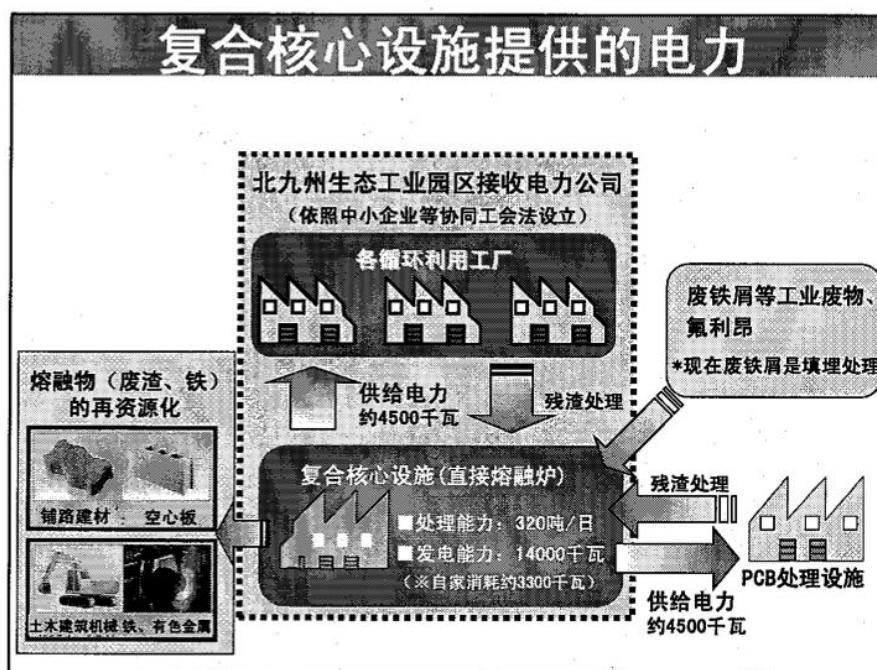 复合核心设施提供的电力
北九州生态工业园区接收电力公司
（依照中小企业等协同工会法设立）
各循环利用工厂
废铁屑等工业废物、
氟利昂
*现在废铁屑是填埋处理
熔融物（废渣、铁）
的再资源化
铺路建材： 空心板
土木建筑机械 铁、有色金属
供给电力
约4500千瓦
残渣处理
复合核心设施(直接熔融炉)
■处理能力：320吨/日
■发电能力：14000千瓦
（※自家消耗约3300千瓦）
残渣处理
PCB处理设施
供给电力
约4500千瓦